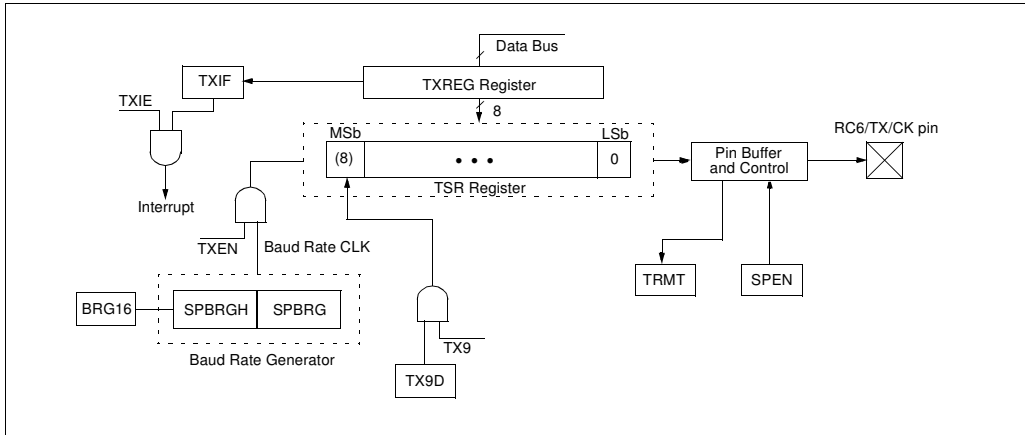 Data Bus
TXIF
TXREG Register
TXIE
8
MSb
LSb
RC6/TX/CK pin
(8)
• • •
0
Pin Buffer
and Control
TSR Register
Interrupt
TXEN
Baud Rate CLK
TRMT
SPEN
BRG16
SPBRGH
SPBRG
TX9
Baud Rate Generator
TX9D